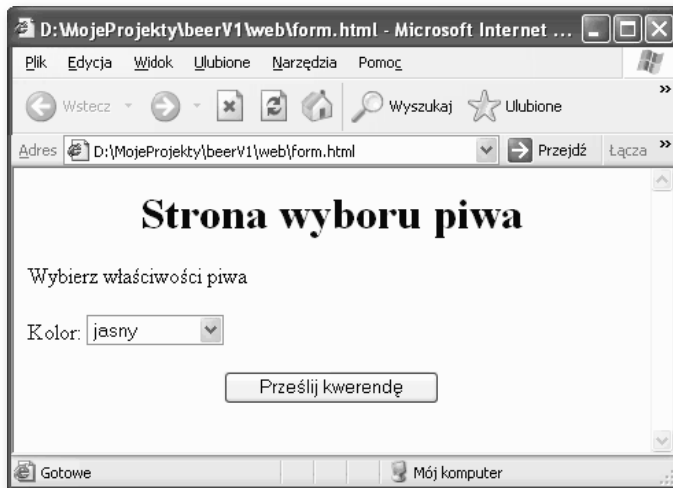 D:\MojeProjekty\beerV1\web\form.html - Microsoft Internet ...
Plik Edycja Widok Ulubione Narzędzia Pomoc
Wstecz Wyszukaj Ulubione »
Adres D:\MojeProjekty\beerV1\web\form.html Przejdź Łącza »
Strona wyboru piwa
Wybierz właściwości piwa
Kolor: jasny
Prześlij kwerendę
Gotowe Mój komputer